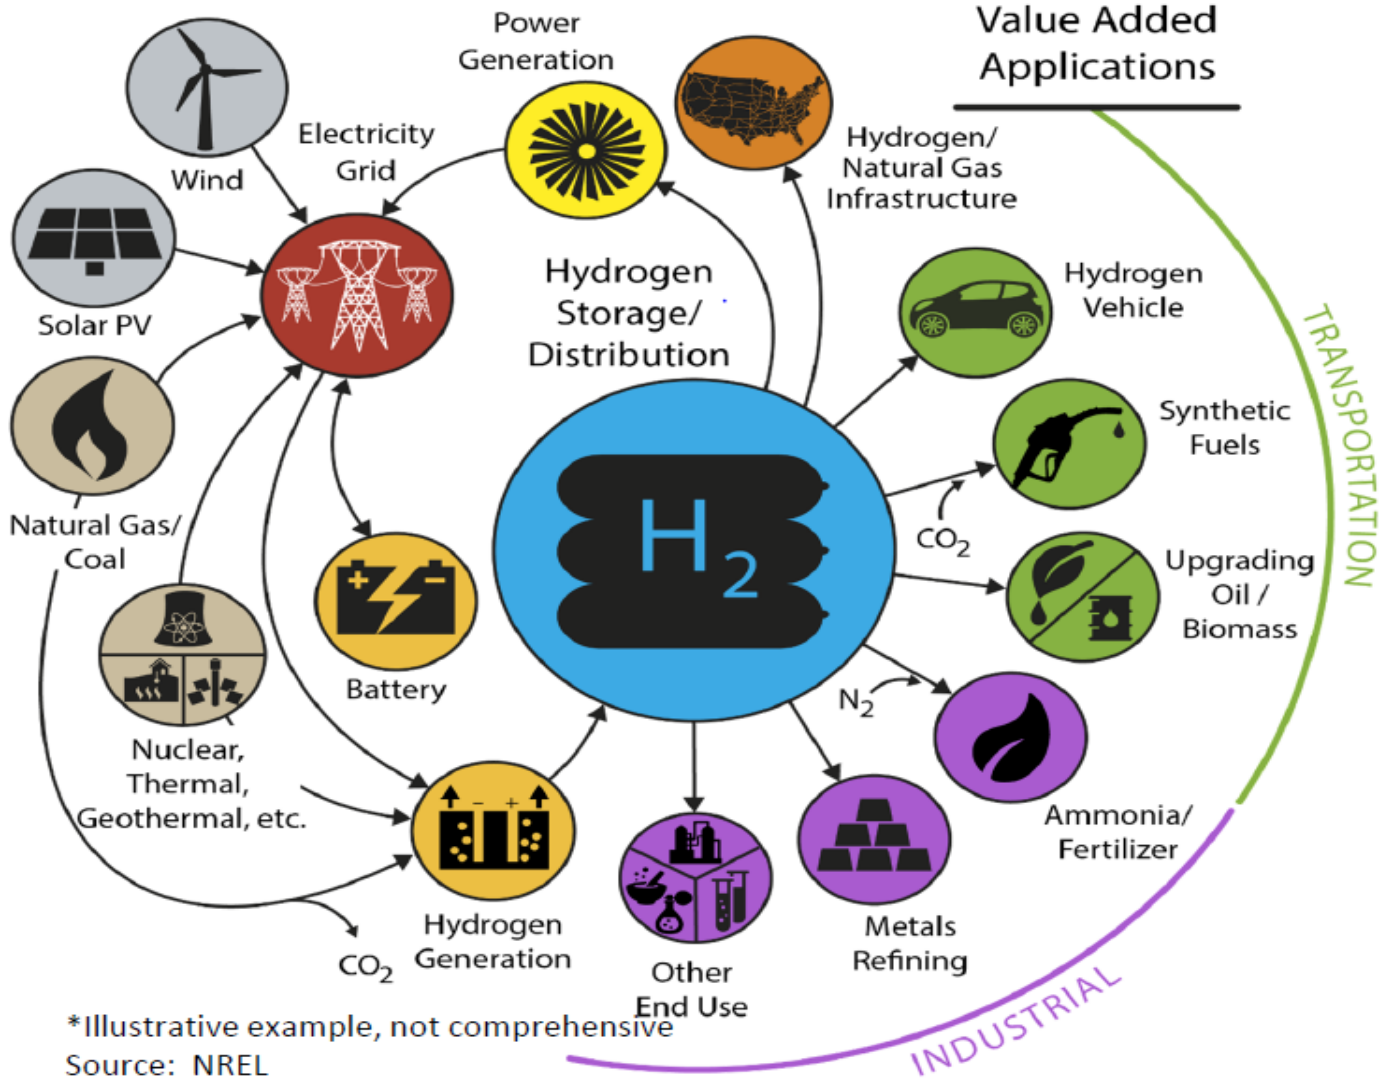 Value Added
Applications
Power
Generation
Electricity
Grid
Wind
Hydrogen/
Natural Gas
Infrastructure
Solar PV
Hydrogen
Storage/
Distribution
Hydrogen
Vehicle
TRANSPORTATION
Synthetic
Fuels
Natural Gas/
Coal
H2
CO2
Upgrading
Oil /
Biomass
+ −
Battery
N2
Nuclear,
Thermal,
Geothermal, etc.
− +
Ammonia/
Fertilizer
Hydrogen
Generation
CO2
Metals
Refining
Other
End Use
INDUSTRIAL
*Illustrative example, not comprehensive
Source: NREL